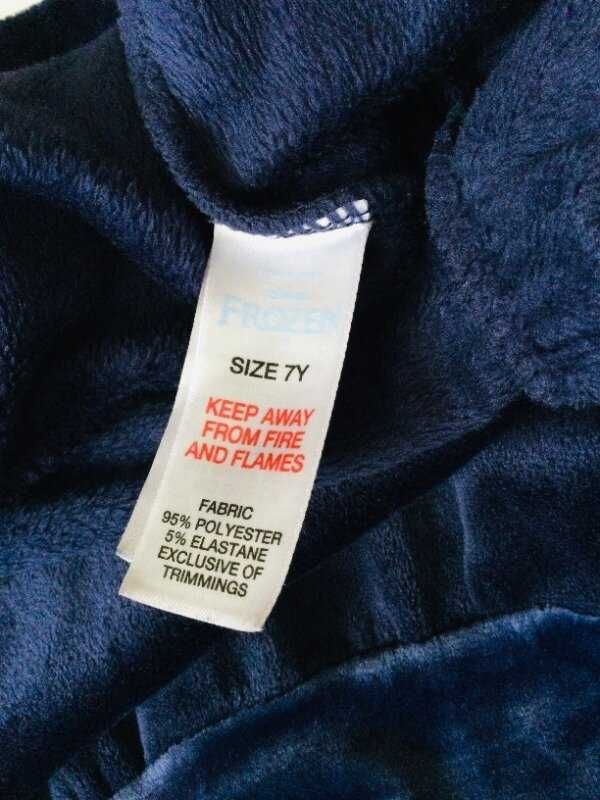 FROZEN
SIZE 7Y
KEEP AWAY
FROM FIRE
AND FLAMES
FABRIC
95% POLYESTER
5% ELASTANE
EXCLUSIVE OF
TRIMMINGS